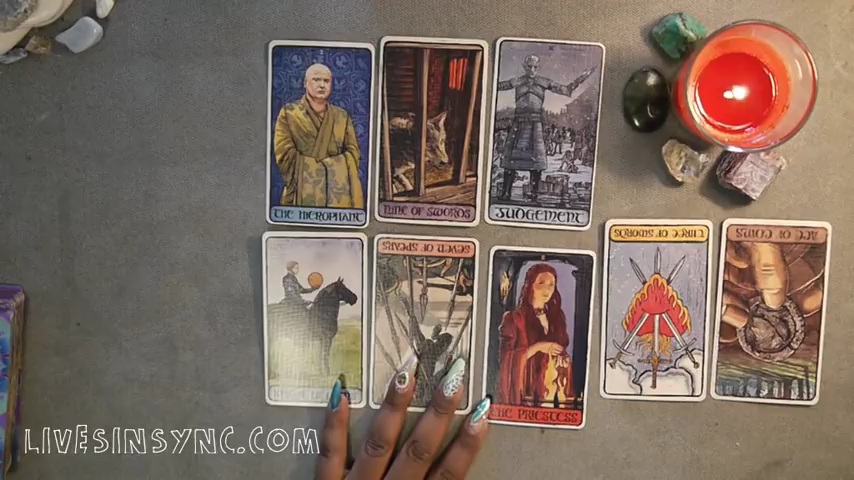 THE HIEROPHANT
NINE OF SWORDS
JUDGEMENT
SEVEN OF SPEARS
THE PRIESTESS
THREE OF SWORDS
ACE OF COINS
LIVESINSYNC.COM